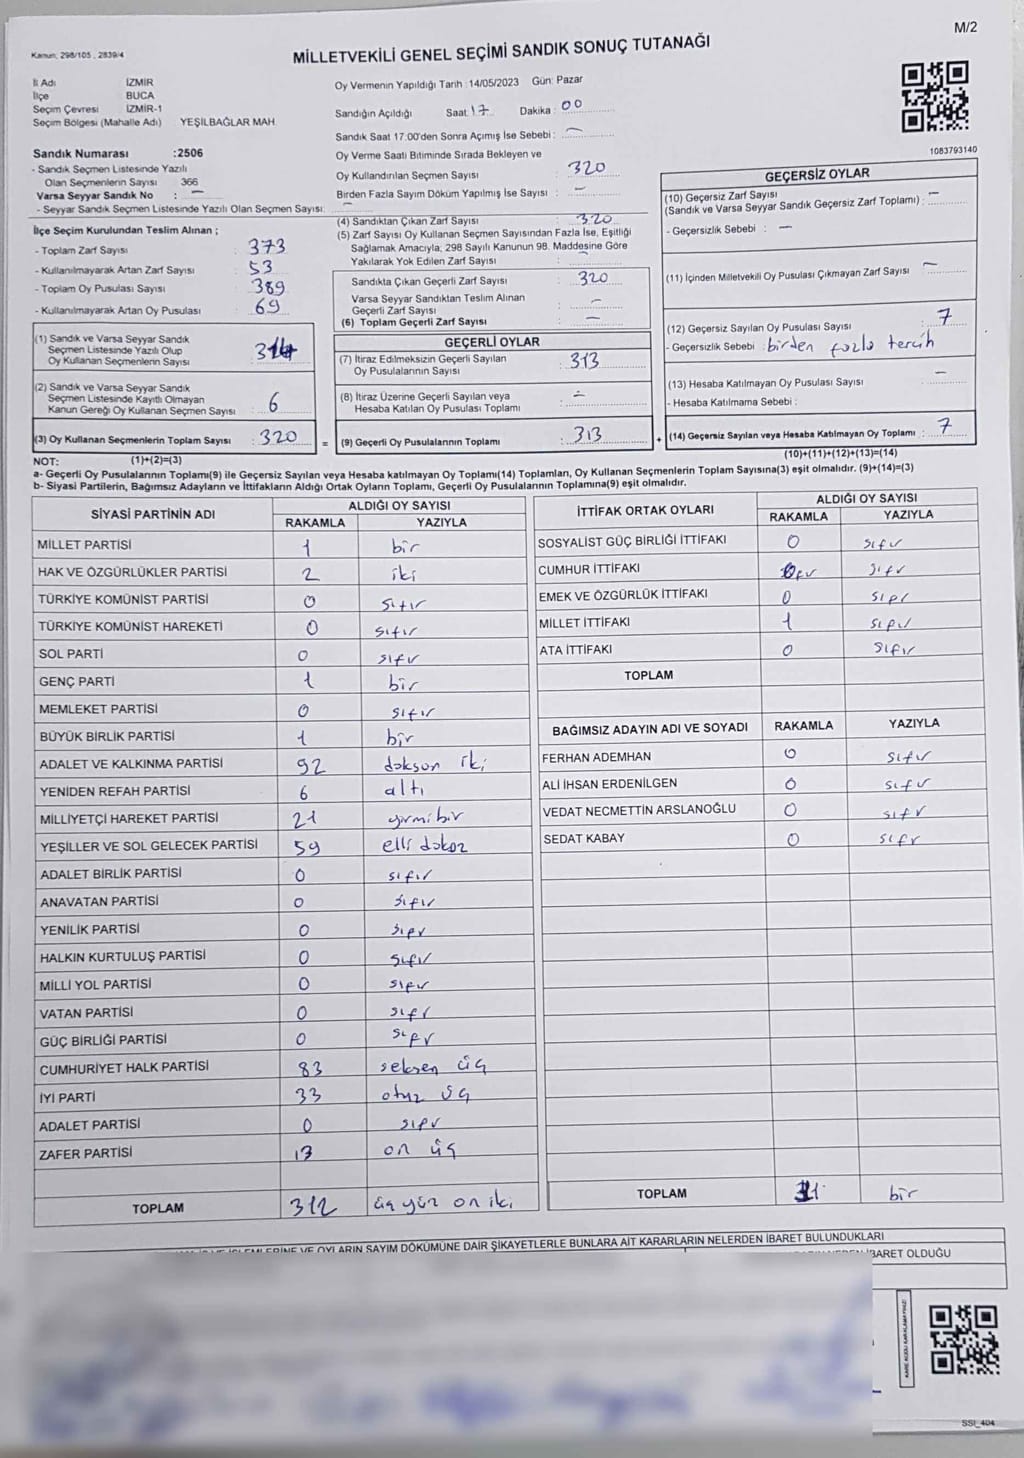 M/2
Kanun; 298/105 , 2839/4
MİLLETVEKİLİ GENEL SEÇİMİ SANDIK SONUÇ TUTANAĞI
İl Adı İZMİR
İlçe BUCA
Seçim Çevresi İZMİR-1
Seçim Bölgesi (Mahalle Adı) YEŞİLBAĞLAR MAH.
Oy Vermenin Yapıldığı Tarih :14/05/2023 Gün: Pazar
Sandığın Açıldığı Saat: 17 Dakika : 00
Sandık Saat 17:00'den Sonra Açımış İse Sebebi : —
1083793140
Sandık Numarası :2506
- Sandık Seçmen Listesinde Yazılı
Olan Seçmenlerin Sayısı 366
Varsa Seyyar Sandık No : —
- Seyyar Sandık Seçmen Listesinde Yazılı Olan Seçmen Sayısı: —
Oy Verme Saati Bitiminde Sırada Bekleyen ve
Oy Kullandırılan Seçmen Sayısı : 320
Birden Fazla Sayım Döküm Yapılmış İse Sayısı : —
(4) Sandıktan Çıkan Zarf Sayısı : 320
(5) Zarf Sayısı Oy Kullanan Seçmen Sayısından Fazla İse, Eşitliği
Sağlamak Amacıyla; 298 Sayılı Kanunun 98. Maddesine Göre
Yakılarak Yok Edilen Zarf Sayısı : —
İlçe Seçim Kurulundan Teslim Alınan ;
- Toplam Zarf Sayısı : 373
- Kullanılmayarak Artan Zarf Sayısı : 53
- Toplam Oy Pusulası Sayısı : 389
- Kullanılmayarak Artan Oy Pusulası : 69
Sandıkta Çıkan Geçerli Zarf Sayısı : 320
Varsa Seyyar Sandıktan Teslim Alınan
Geçerli Zarf Sayısı : —
(6) Toplam Geçerli Zarf Sayısı : —
GEÇERSİZ OYLAR
(10) Geçersiz Zarf Sayısı
(Sandık ve Varsa Seyyar Sandık Geçersiz Zarf Toplamı) : —
- Geçersizlik Sebebi : —
(11) İçinden Milletvekili Oy Pusulası Çıkmayan Zarf Sayısı : —
(12) Geçersiz Sayılan Oy Pusulası Sayısı : 7
- Geçersizlik Sebebi : birden fazla tercih
(13) Hesaba Katılmayan Oy Pusulası Sayısı : —
- Hesaba Katılmama Sebebi :
(14) Geçersiz Sayılan veya Hesaba Katılmayan Oy Toplamı : 7
(10)+(11)+(12)+(13)=(14)
(1) Sandık ve Varsa Seyyar Sandık
Seçmen Listesinde Yazılı Olup
Oy Kullanan Seçmenlerin Sayısı : 314
(2) Sandık ve Varsa Seyyar Sandık
Seçmen Listesinde Kayıtlı Olmayan
Kanun Gereği Oy Kullanan Seçmen Sayısı : 6
(3) Oy Kullanan Seçmenlerin Toplam Sayısı : 320 =
GEÇERLİ OYLAR
(7) İtiraz Edilmeksizin Geçerli Sayılan
Oy Pusulalarının Sayısı : 313
(8) İtiraz Üzerine Geçerli Sayılan veya
Hesaba Katılan Oy Pusulası Toplamı : —
(9) Geçerli Oy Pusulalarının Toplamı : 313 +
NOT: (1)+(2)=(3)
a- Geçerli Oy Pusulalarının Toplamı(9) ile Geçersiz Sayılan veya Hesaba katılmayan Oy Toplamı(14) Toplamları, Oy Kullanan Seçmenlerin Toplam Sayısına(3) eşit olmalıdır. (9)+(14)=(3)
b- Siyasi Partilerin, Bağımsız Adayların ve İttifakların Aldığı Ortak Oyların Toplamı, Geçerli Oy Pusulalarının Toplamına(9) eşit olmalıdır.
SİYASİ PARTİNİN ADI ALDIĞI OY SAYISI
RAKAMLA YAZIYLA
MİLLET PARTİSİ 1 bir
HAK VE ÖZGÜRLÜKLER PARTİSİ 2 iki
TÜRKİYE KOMÜNİST PARTİSİ 0 sıfır
TÜRKİYE KOMÜNİST HAREKETİ 0 sıfır
SOL PARTİ 0 sıfır
GENÇ PARTİ 1 bir
MEMLEKET PARTİSİ 0 sıfır
BÜYÜK BİRLİK PARTİSİ 1 bir
ADALET VE KALKINMA PARTİSİ 92 doksan iki
YENİDEN REFAH PARTİSİ 6 altı
MİLLİYETÇİ HAREKET PARTİSİ 21 yirmi bir
YEŞİLLER VE SOL GELECEK PARTİSİ 59 elli dokoz
ADALET BİRLİK PARTİSİ 0 sıfır
ANAVATAN PARTİSİ 0 sıfır
YENİLİK PARTİSİ 0 sıfır
HALKIN KURTULUŞ PARTİSİ 0 sıfır
MİLLİ YOL PARTİSİ 0 sıfır
VATAN PARTİSİ 0 sıfır
GÜÇ BİRLİĞİ PARTİSİ 0 sıfır
CUMHURİYET HALK PARTİSİ 83 seksen üç
İYİ PARTİ 33 otuz üç
ADALET PARTİSİ 0 sıfır
ZAFER PARTİSİ 13 on üç
TOPLAM 312 üç yüz on iki
İTTİFAK ORTAK OYLARI ALDIĞI OY SAYISI
RAKAMLA YAZIYLA
SOSYALİST GÜÇ BİRLİĞİ İTTİFAKI 0 sıfır
CUMHUR İTTİFAKI 0 sıfır
EMEK VE ÖZGÜRLÜK İTTİFAKI 0 sıfır
MİLLET İTTİFAKI 1 sıfır
ATA İTTİFAKI 0 sıfır
TOPLAM
BAĞIMSIZ ADAYIN ADI VE SOYADI RAKAMLA YAZIYLA
FERHAN ADEMHAN 0 sıfır
ALİ İHSAN ERDENİLGEN 0 sıfır
VEDAT NECMETTİN ARSLANOĞLU 0 sıfır
SEDAT KABAY 0 sıfır
TOPLAM 1 bir
VE OYLARIN SAYIM DÖKÜMÜNE DAİR ŞİKAYETLERLE BUNLARA AİT KARARLARIN NELERDEN İBARET BULUNDUKLARI
İBARET OLDUĞU
KARE KODU KARALAMAYINIZ!
SSI_404